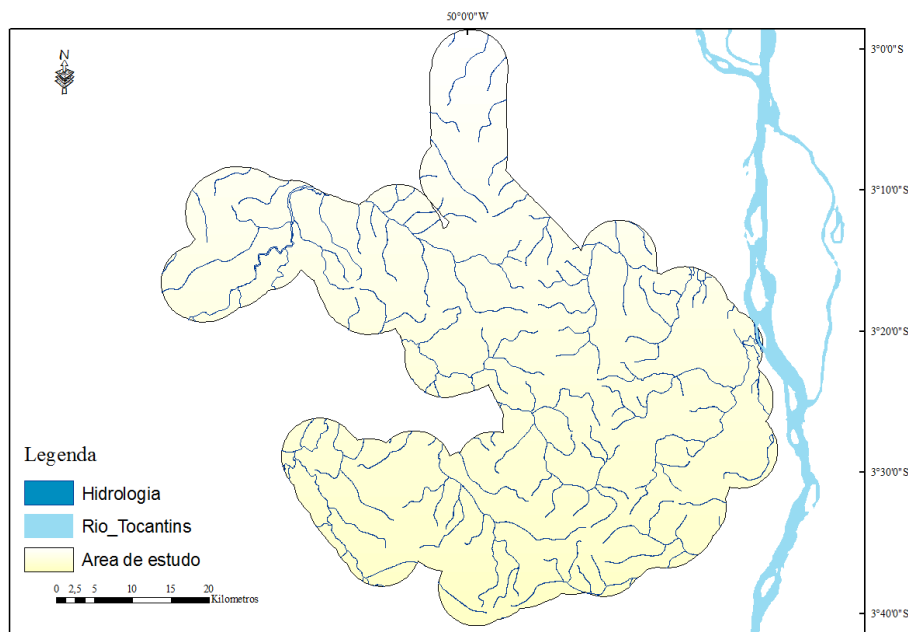 50°0'0"W
N
3°0'0"S
3°10'0"S
3°20'0"S
3°30'0"S
3°40'0"S
Legenda
Hidrologia
Rio_Tocantins
Area de estudo
0 2,5 5 10 15 20
Kilometros